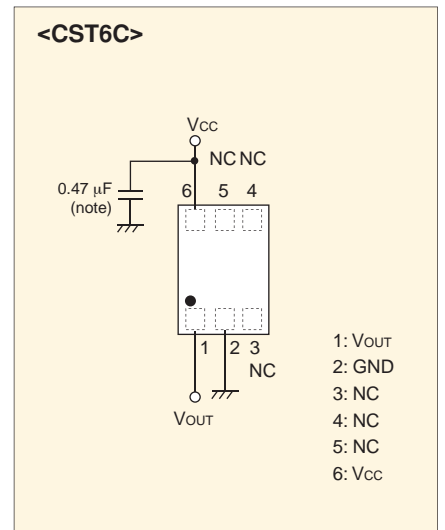 <CST6C>
Vcc
NC NC
0.47 μF
(note)
6 5 4
1 2 3
NC
VOUT
1: VOUT
2: GND
3: NC
4: NC
5: NC
6: Vcc